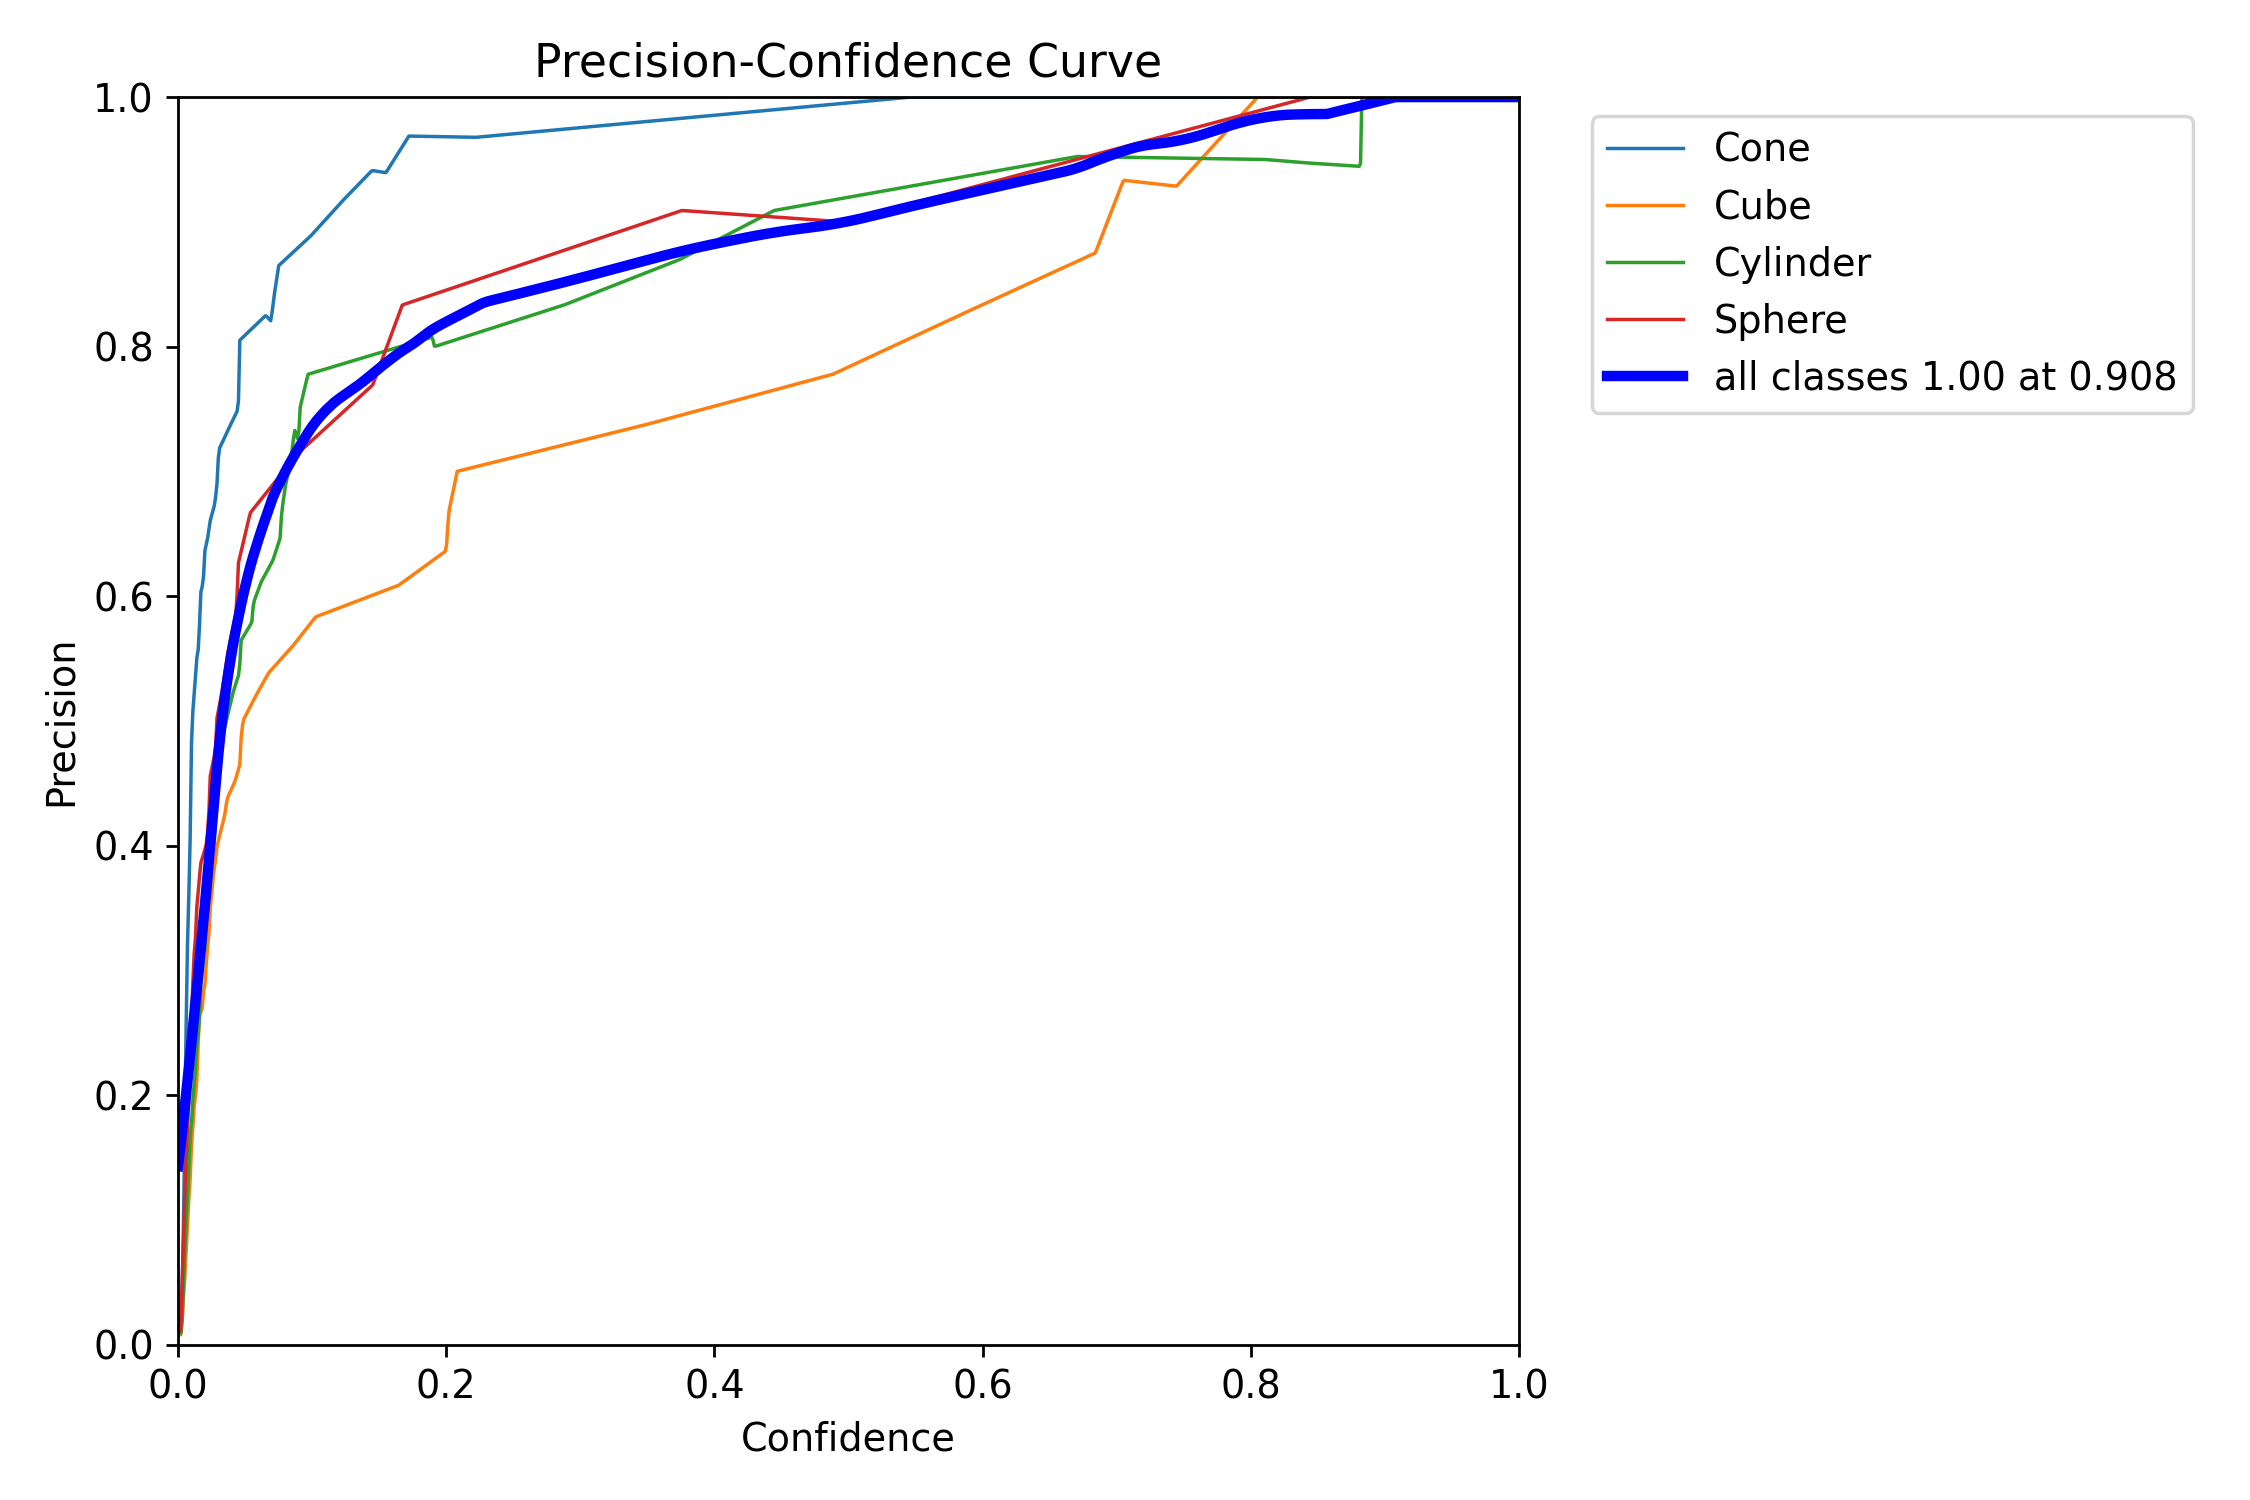 Precision-Confidence Curve
1.0
0.8
0.6
0.4
0.2
0.0
Precision
0.0 0.2 0.4 0.6 0.8 1.0
Confidence
Cone
Cube
Cylinder
Sphere
all classes 1.00 at 0.908